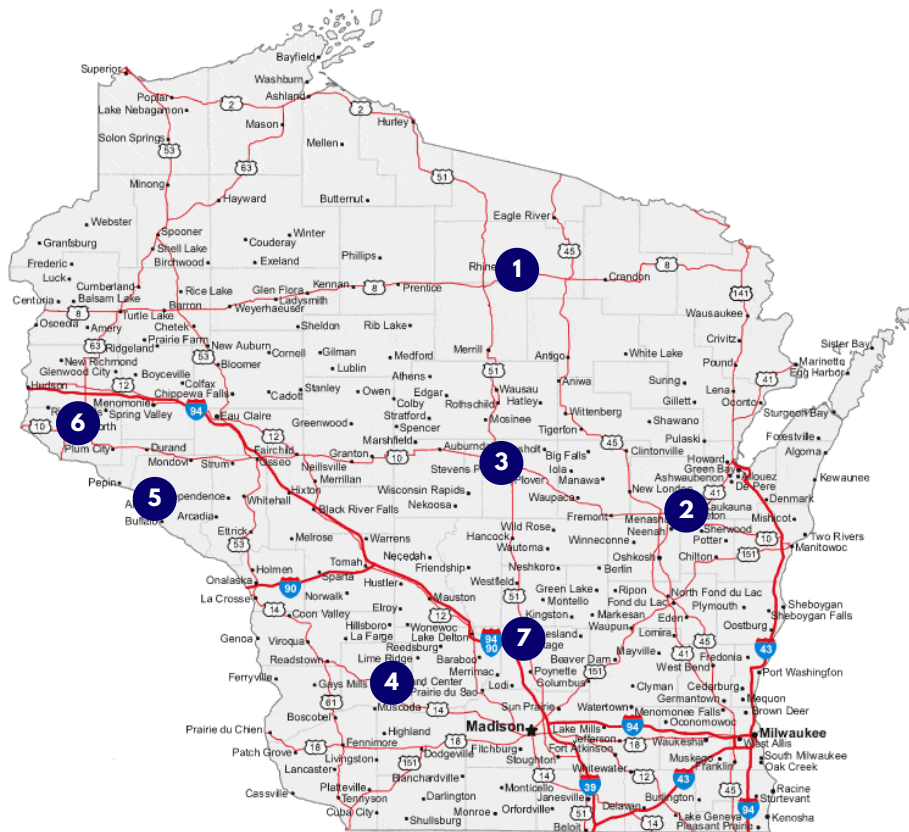 Bayfield
Superior
Washburn
Poplar
Ashland
2
2
Lake Nebagamon
Mason
Hurley
Solon Springs
Mellen
53
63
51
Minong
Hayward
Butternut
Eagle River
Webster
Spooner
Winter
45
Grantsburg
Couderay
Shell Lake
Phillips
Frederic
Birchwood
Exeland
Rhine
1
8
Crandon
Luck
Cumberland
Rice Lake
Glen Flora
Kennan
8
Prentice
141
Centuria
Balsam Lake
Ladysmith
Barron
Weyerhaeuser
8
Turtle Lake
Wausaukee
Osceola
Amery
Chetek
Sheldon
Rib Lake
Prairie Farm
Crivitz
Sister Bay
63
Ridgeland
53
New Auburn
Cornell
Gilman
Medford
Merrill
Antigo
White Lake
Pound
Marinette
New Richmond
Bloomer
Lublin
Egg Harbor
Glenwood City
Boyceville
51
41
Athens
Suring
Hudson
12
Colfax
Stanley
Owen
Edgar
Wausau
Aniwa
Lena
Chippewa Falls
Cadott
Colby
Hatley
Gillett
Oconto
Menomonie
Rothschild
94
Spring Valley
Eau Claire
Stratford
Wittenberg
Sturgeon Bay
6
Mosinee
Shawano
10
Greenwood
Spencer
Tigerton
12
Marshfield
45
Pulaski
Forestville
Plum City
Durand
Fairchild
Granton
Auburnda
Big Falls
Clintonville
Algoma
Mondovi
Strum
Osseo
10
3
Howard
Neillsville
Stevens P
Iola
Green Bay
Allouez
Pepin
Merrillan
Plover
Manawa
Ashwaubenon
De Pere
Kewaunee
5
Whitehall
Hixton
Wisconsin Rapids
New London
41
Denmark
pendence
Waupaca
Nekoosa
2
Kaukauna
Black River Falls
Fremont
Menasha
Mishicot
Arcadia
Wild Rose
Neenah
Sherwood
Ettrick
Melrose
Warrens
Hancock
Winneconne
Potter
10
Two Rivers
53
Wautoma
151
Manitowoc
Necedah
Oshkosh
Chilton
Tomah
Friendship
Neshkoro
Berlin
Holmen
Sparta
Onalaska
90
Hustler
Westfield
Green Lake
Ripon
North Fond du Lac
La Crosse
Norwalk
Mauston
51
Montello
Fond du Lac
Plymouth
Sheboygan
14
Coon Valley
Elroy
12
Kingston
Markesan
Eden
Sheboygan Falls
Hillsboro
Wonewoc
94
90
7
Waupun
Oostburg
Genoa
Viroqua
La Farge
Lake Delton
Lomira
45
Reedsburg
Mayville
41
Fredonia
43
Readstown
Lime Ridge
Baraboo
Beaver Dam
West Bend
Poynette
151
Port Washington
Ferryville
Gays Mills
4
Merrimac
Columbus
Clyman
Cedarburg
Lodi
Prairie du Sac
Germantown
Mequon
61
Muscoda
14
Sun Prairie
Watertown
Menomonee Falls
Brown Deer
Boscobel
Oconomowoc
Prairie du Chien
Highland
Madison
Lake Mills
94
Milwaukee
18
Fennimore
18
Jefferson
18
Waukesha
West Allis
Patch Grove
151
Dodgeville
Fitchburg
Fort Atkinson
Livingston
Stoughton
Muskego
South Milwaukee
Lancaster
Whitewater
Franklin
Oak Creek
Blanchardville
14
12
43
Cassville
Platteville
Monticello
39
45
Racine
Tennyson
Darlington
Janesville
Burlington
Sturtevant
Cuba City
Monroe
Orfordville
Delavan
94
Shullsburg
51
Lake Geneva
Kenosha
Beloit
14
Pleasant Prairie